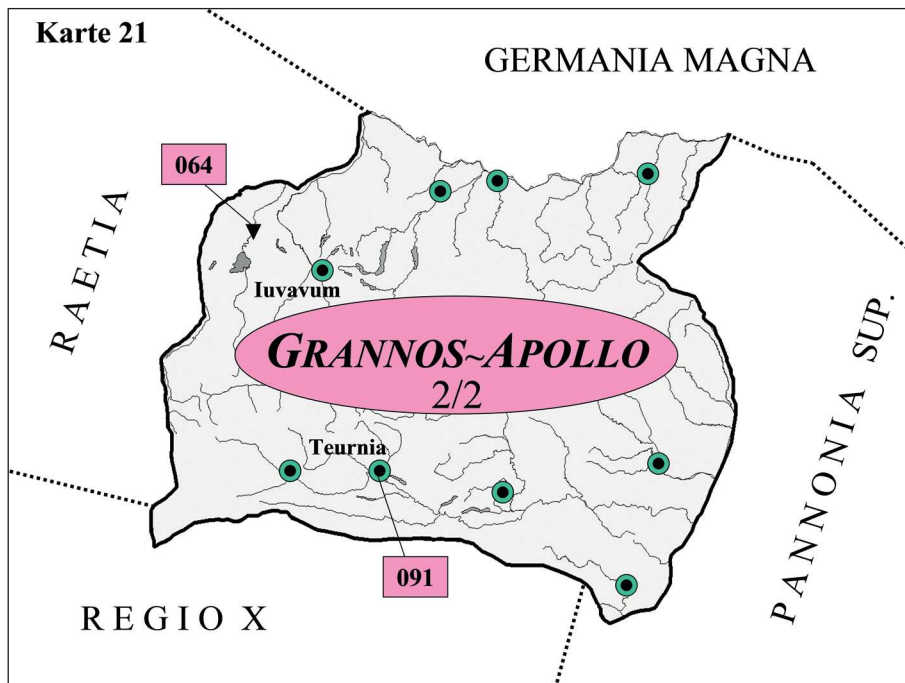 Karte 21
GERMANIA MAGNA
064
RAETIA
Iuvavum
GRANNOS~APOLLO
2/2
PANNONIA SUP.
Teurnia
091
REGIO X